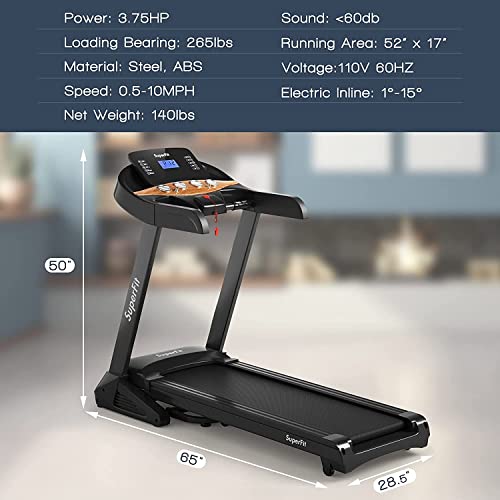 Power: 3.75HP
Loading Bearing: 265lbs
Material: Steel, ABS
Speed: 0.5-10MPH
Net Weight: 140lbs
Sound: <60db
Running Area: 52" x 17"
Voltage:110V 60HZ
Electric Inline: 1°-15°
SuperFit
50"
SuperFit
SuperFit
SuperFit
65"
28.5"